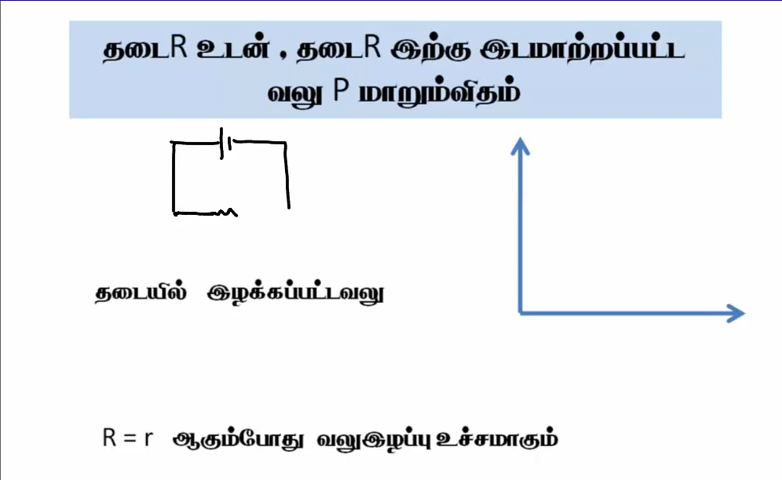 தடைR உடன் , தடைR இற்கு இடமாற்றப்பட்ட
வலு P மாறும்விதம்
தடையில் இழக்கப்பட்டவலு
R = r ஆகும்போது வலுஇழப்பு உச்சமாகும்